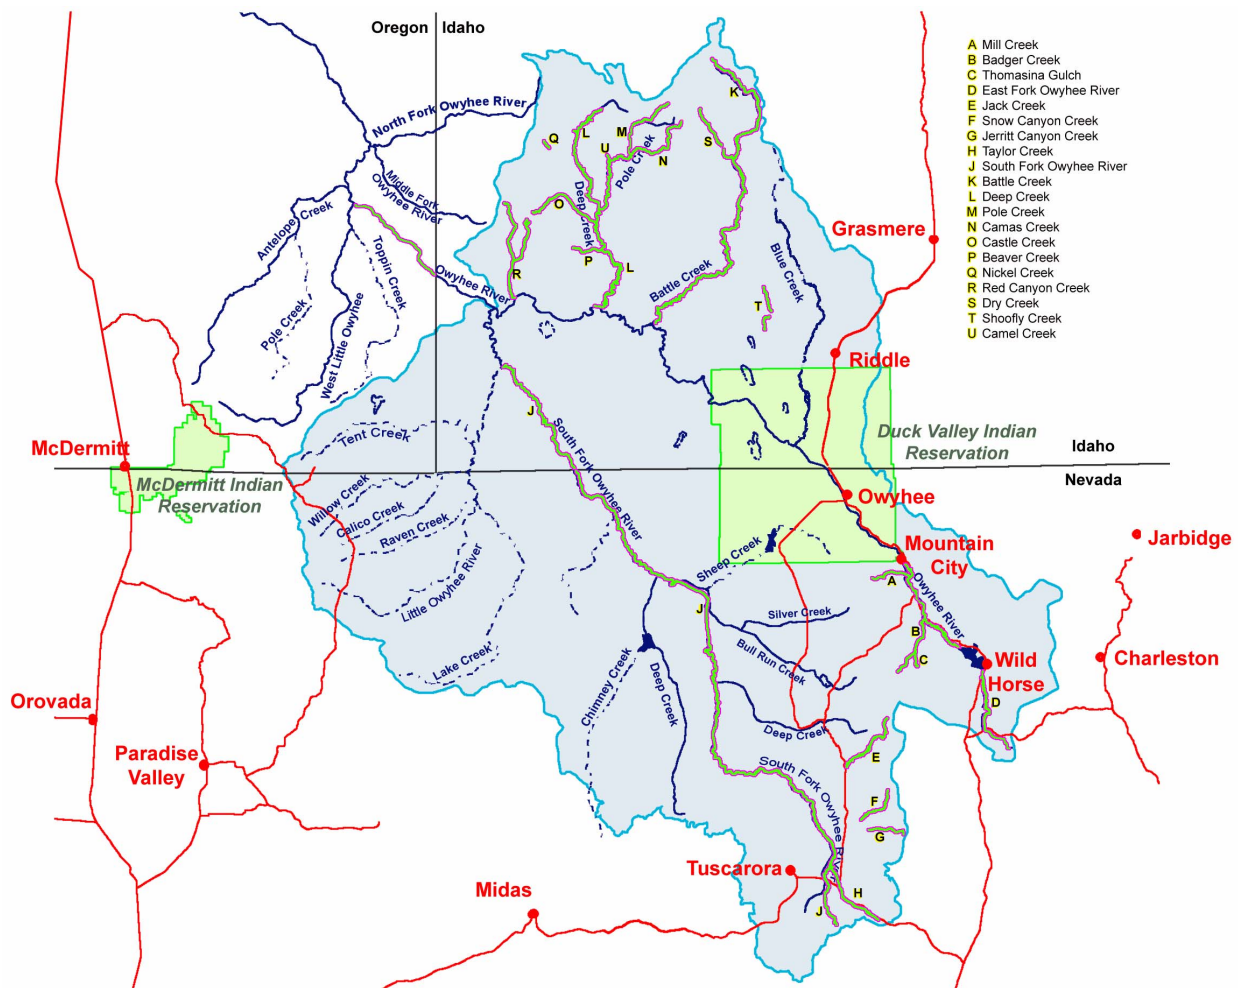 Oregon Idaho
A Mill Creek
B Badger Creek
C Thomasina Gulch
D East Fork Owyhee River
E Jack Creek
F Snow Canyon Creek
G Jerritt Canyon Creek
H Taylor Creek
J South Fork Owyhee River
K Battle Creek
L Deep Creek
M Pole Creek
N Camas Creek
O Castle Creek
P Beaver Creek
Q Nickel Creek
R Red Canyon Creek
S Dry Creek
T Shoofly Creek
U Camel Creek
K
North Fork Owyhee River
Q
L
M
U
N
S
Pole Creek
Middle Fork
Owyhee River
Deep Creek
O
Antelope Creek
Grasmere
Toppin Creek
Blue Creek
P
L
R
Owyhee River
Battle Creek
T
Pole Creek
West Little Owyhee
Riddle
J
South Fork Owyhee River
Tent Creek
McDermitt
Duck Valley Indian
Reservation
Idaho
Nevada
McDermitt Indian
Reservation
Willow Creek
Calico Creek
Raven Creek
Owyhee
Mountain
City
Jarbidge
Sheep Creek
Little Owyhee River
A
Owyhee River
J
Silver Creek
B
Bull Run Creek
C
Lake Creek
Chimney Creek
Deep Creek
Wild
Horse
Charleston
D
Orovada
Deep Creek
Paradise
Valley
E
South Fork Owyhee River
F
G
Tuscarora
Midas
H
J